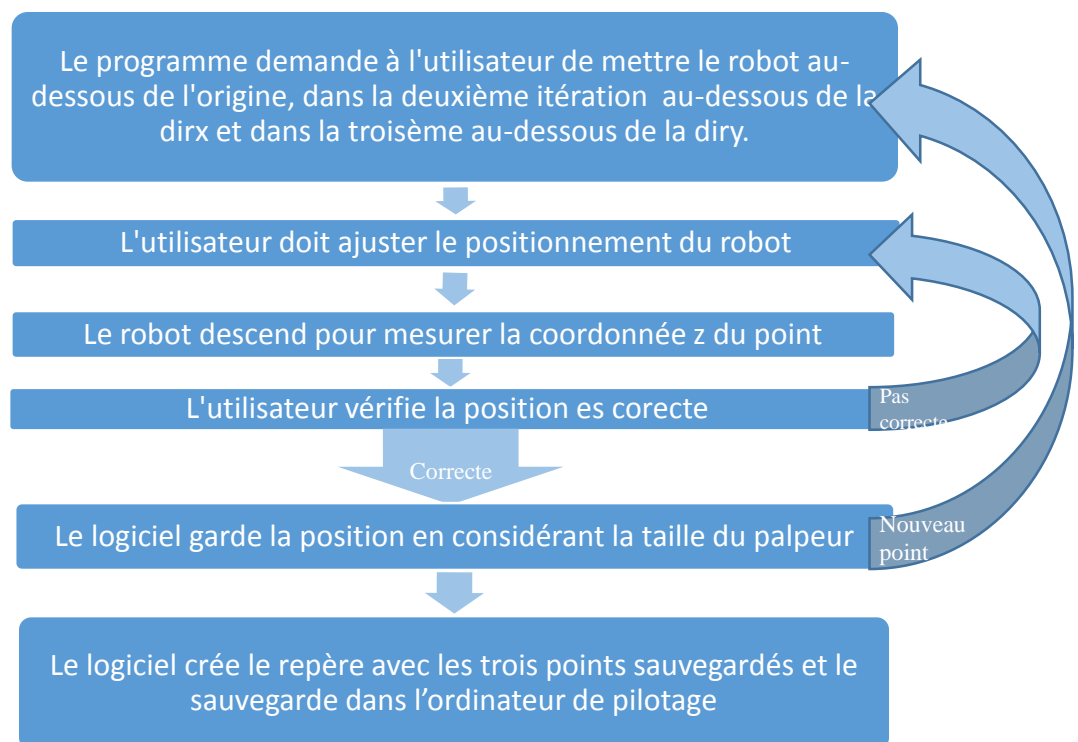 Le programme demande à l'utilisateur de mettre le robot au-
dessous de l'origine, dans la deuxième itération au-dessous de la
dirx et dans la troisème au-dessous de la diry.
L'utilisateur doit ajuster le positionnement du robot
Le robot descend pour mesurer la coordonnée z du point
L'utilisateur vérifie la position es corecte
Pas
correcte
Correcte
Le logiciel garde la position en considérant la taille du palpeur
Nouveau
point
Le logiciel crée le repère avec les trois points sauvegardés et le
sauvegarde dans l’ordinateur de pilotage